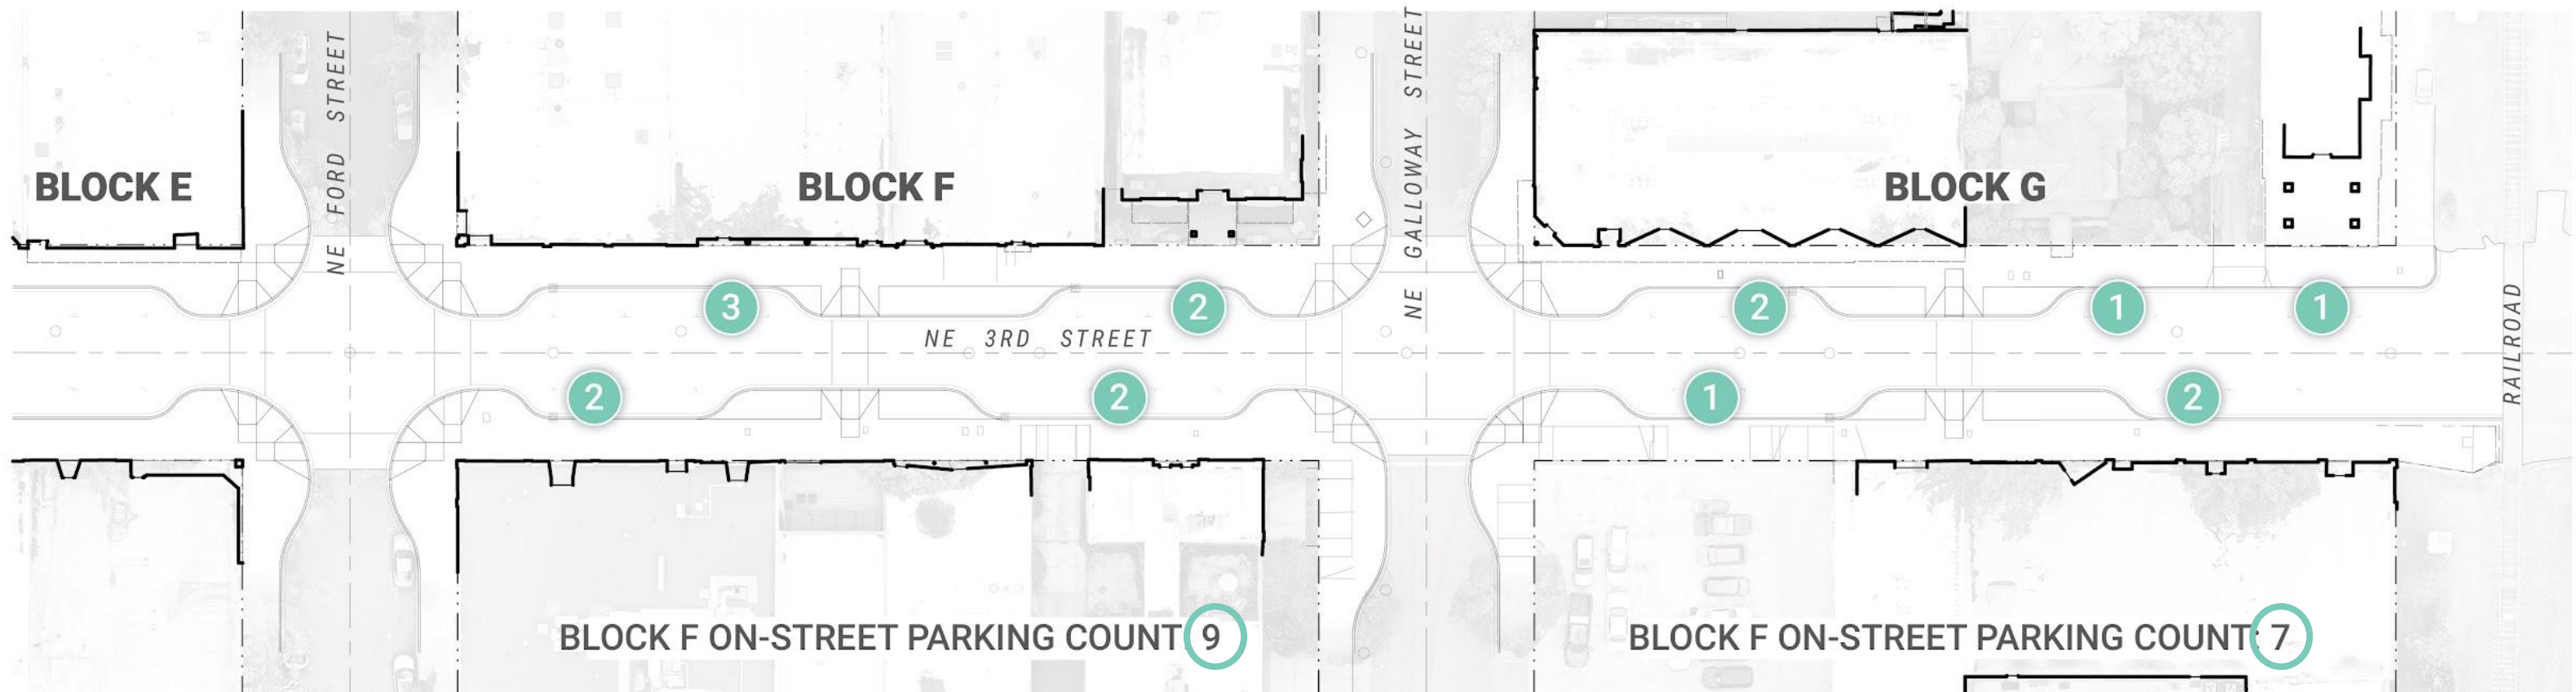 NE FORD STREET
NE GALLOWAY STREET
BLOCK E
BLOCK F
BLOCK G
3
2
2
1
1
NE 3RD STREET
RAILROAD
2
2
1
2
BLOCK F ON-STREET PARKING COUNT: 9
BLOCK F ON-STREET PARKING COUNT: 7